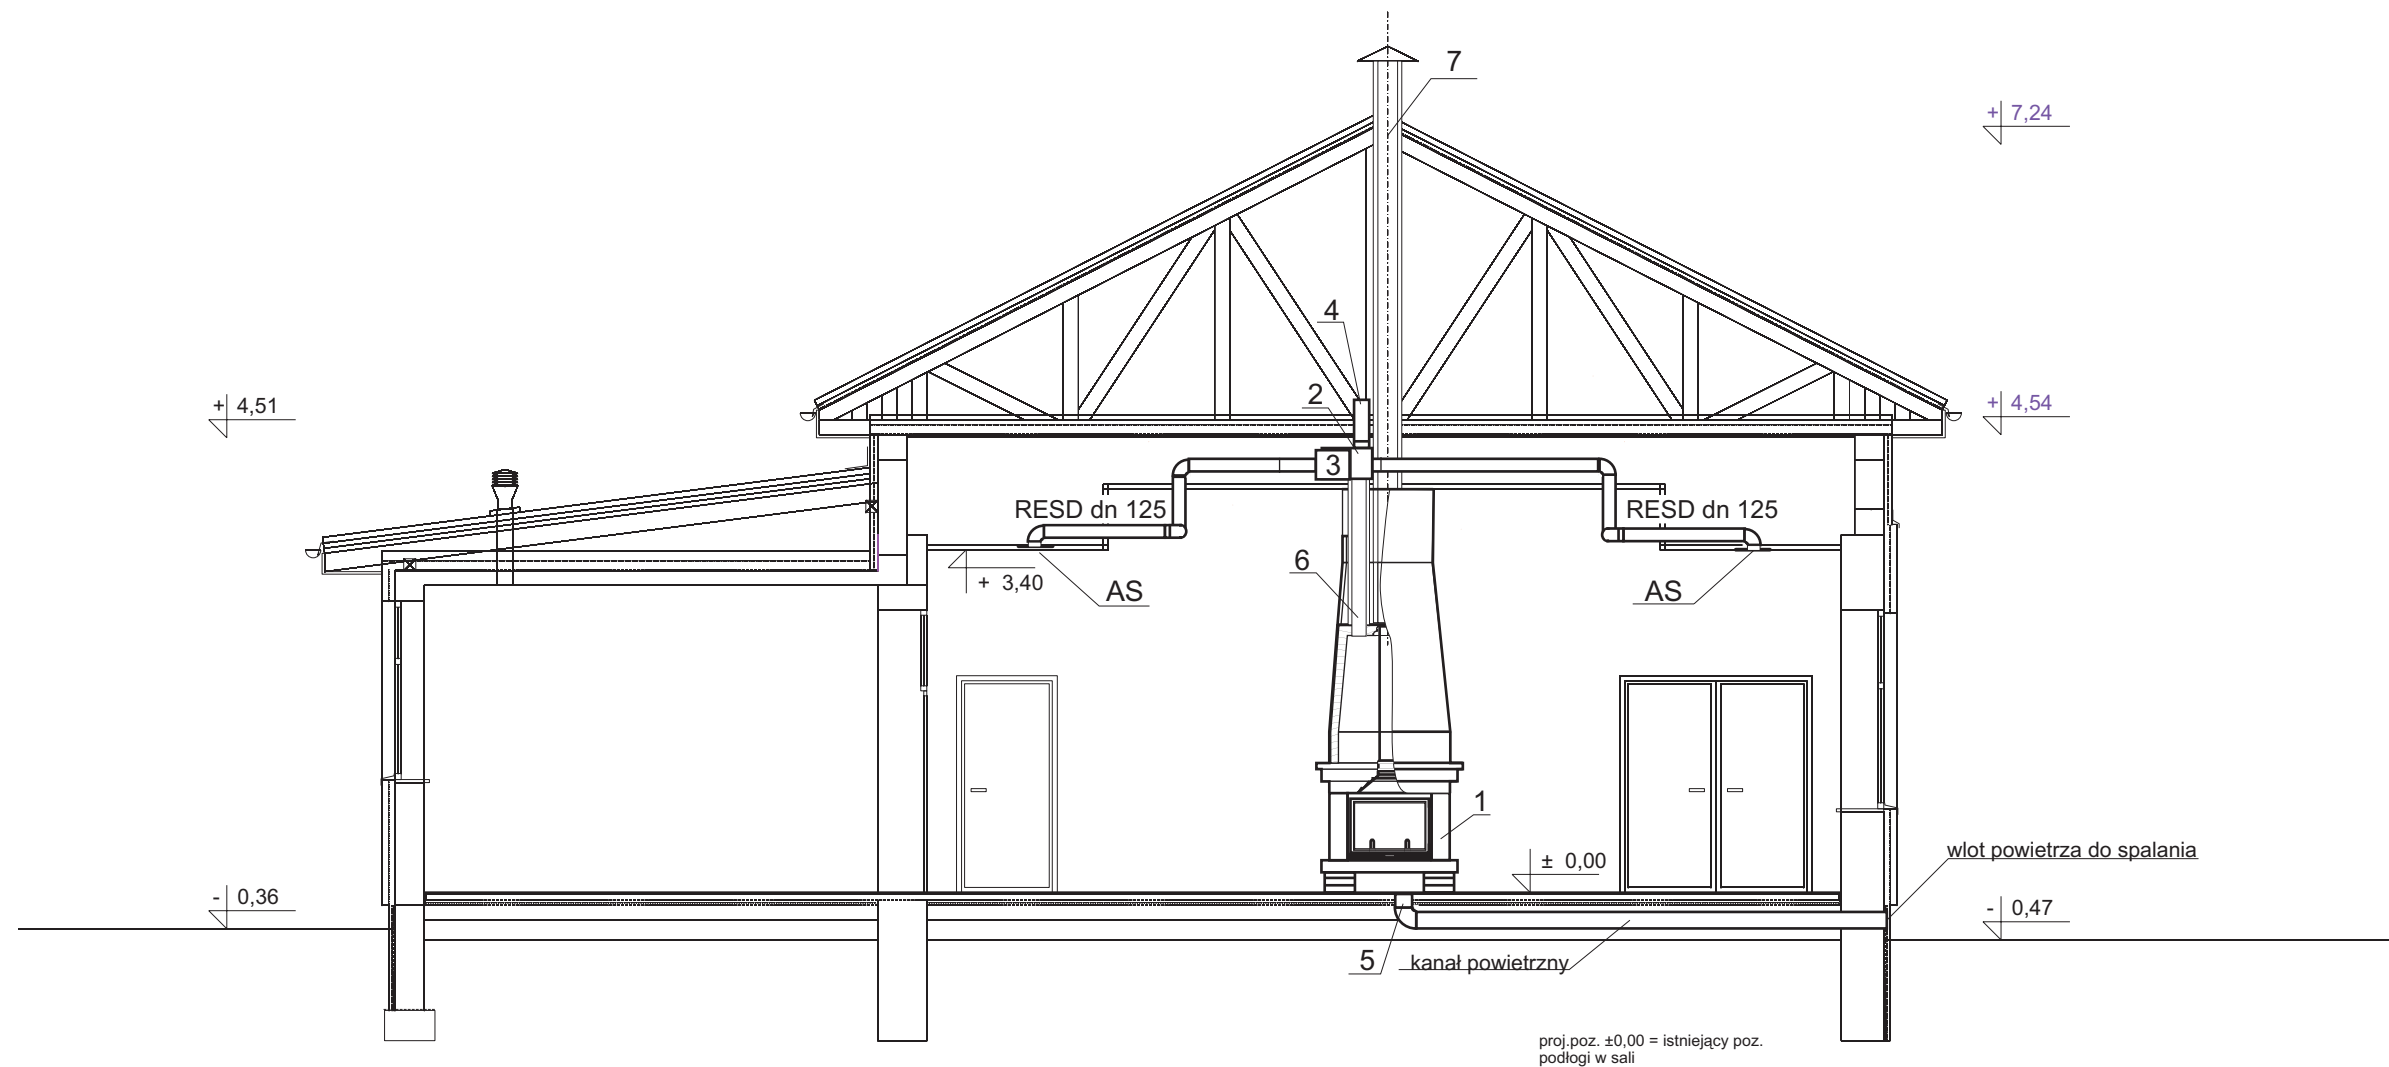 7
+ 7,24
4
2
+ 4,51
+ 4,54
3
RESD dn 125
RESD dn 125
6
+ 3,40
AS
AS
1
± 0,00
wlot powietrza do spalania
- 0,36
- 0,47
5
kanał powietrzny
proj.poz. ±0,00 = istniejący poz.
podłogi w sali